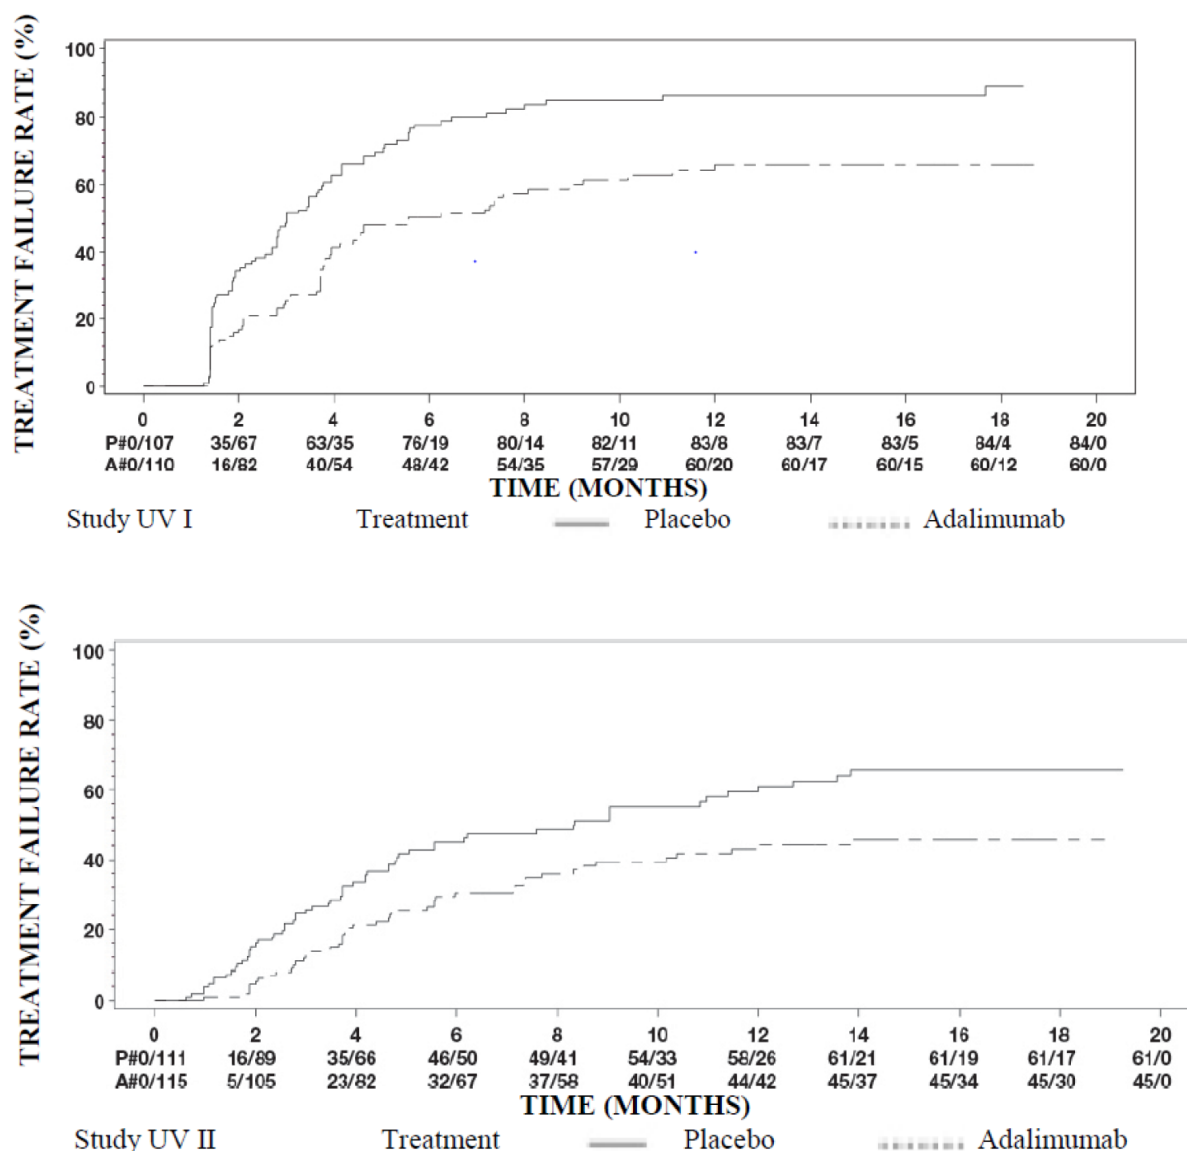 TREATMENT FAILURE RATE (%)
100
80
60
40
20
0
0 2 4 6 8 10 12 14 16 18 20
P#0/107 35/67 63/35 76/19 80/14 82/11 83/8 83/7 83/5 84/4 84/0
A#0/110 16/82 40/54 48/42 54/35 57/29 60/20 60/17 60/15 60/12 60/0
TIME (MONTHS)
Study UV I Treatment Placebo Adalimumab
TREATMENT FAILURE RATE (%)
100
80
60
40
20
0
0 2 4 6 8 10 12 14 16 18 20
P#0/111 16/89 35/66 46/50 49/41 54/33 58/26 61/21 61/19 61/17 61/0
A#0/115 5/105 23/82 32/67 37/58 40/51 44/42 45/37 45/34 45/30 45/0
TIME (MONTHS)
Study UV II Treatment Placebo Adalimumab